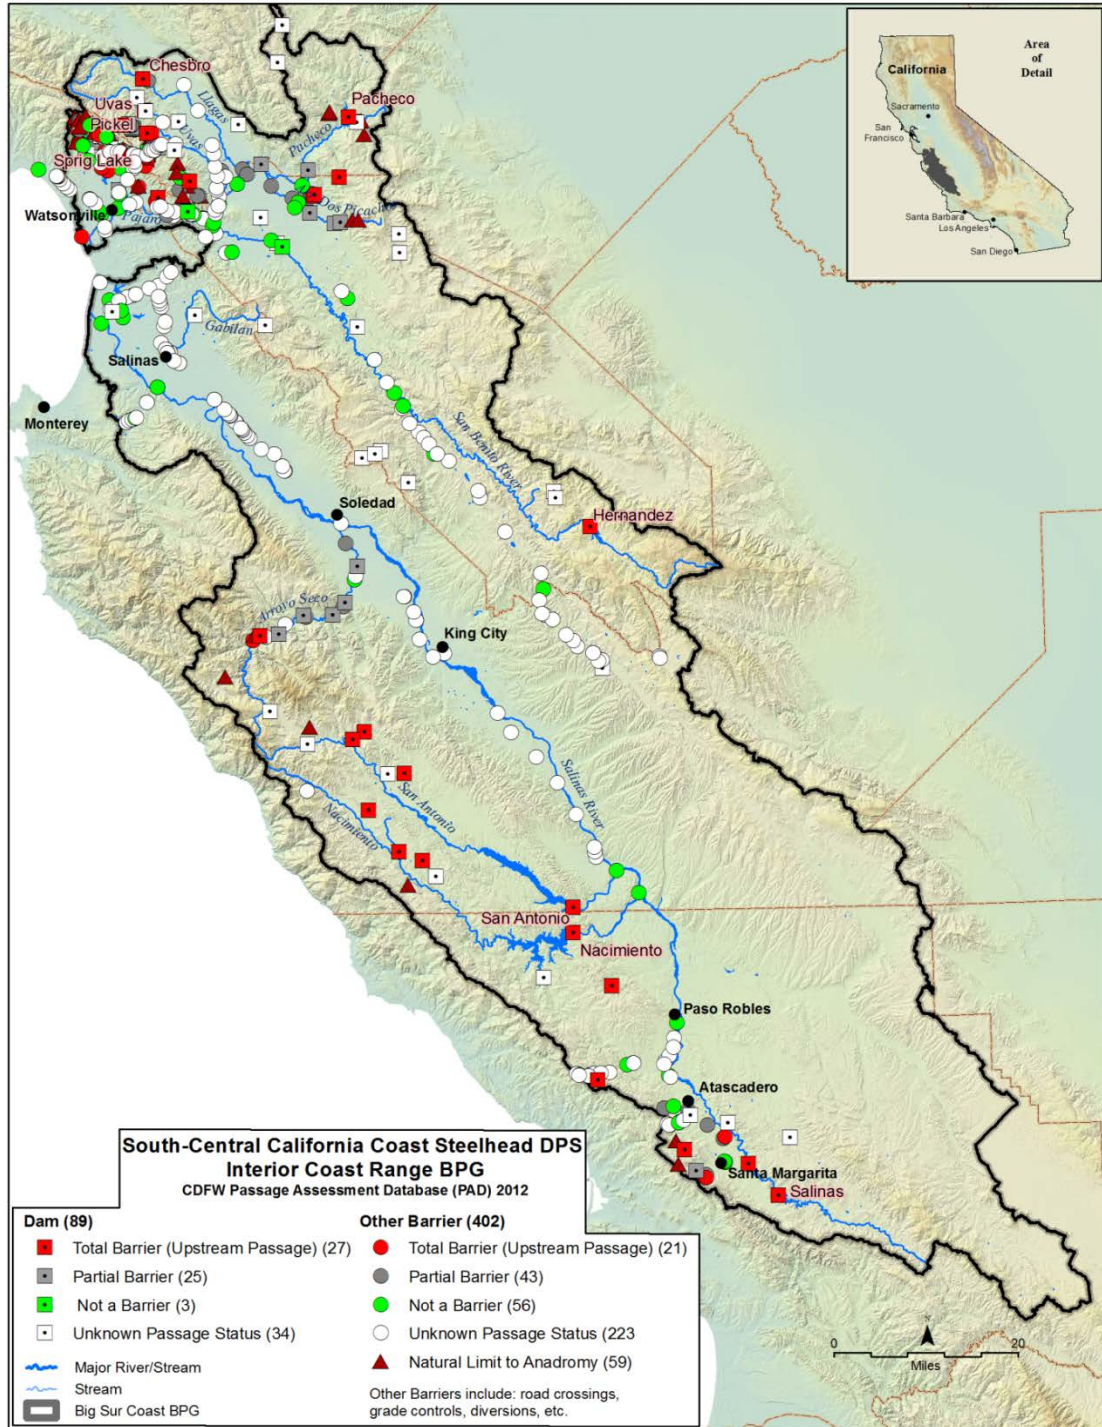 Chesbro
Uvas
Pickel
Sprig Lake
Llagas
Uvas
Pacheco
Pacheco
Dos Picachos
Watsonville
Pajaro
Gabilan
Salinas
Monterey
San Benito River
Soledad
Hernandez
Arroyo Seco
King City
Salinas River
San Antonio
Nacimiento
San Antonio
Nacimiento
Paso Robles
Atascadero
Santa Margarita
Salinas
Area
of
Detail
California
Sacramento
San
Francisco
Santa Barbara
Los Angeles
San Diego
South-Central California Coast Steelhead DPS
Interior Coast Range BPG
CDFW Passage Assessment Database (PAD) 2012
Dam (89)
Total Barrier (Upstream Passage) (27)
Partial Barrier (25)
Not a Barrier (3)
Unknown Passage Status (34)
Major River/Stream
Stream
Big Sur Coast BPG
Other Barrier (402)
Total Barrier (Upstream Passage) (21)
Partial Barrier (43)
Not a Barrier (56)
Unknown Passage Status (223
Natural Limit to Anadromy (59)
Other Barriers include: road crossings,
grade controls, diversions, etc.
0 20
Miles